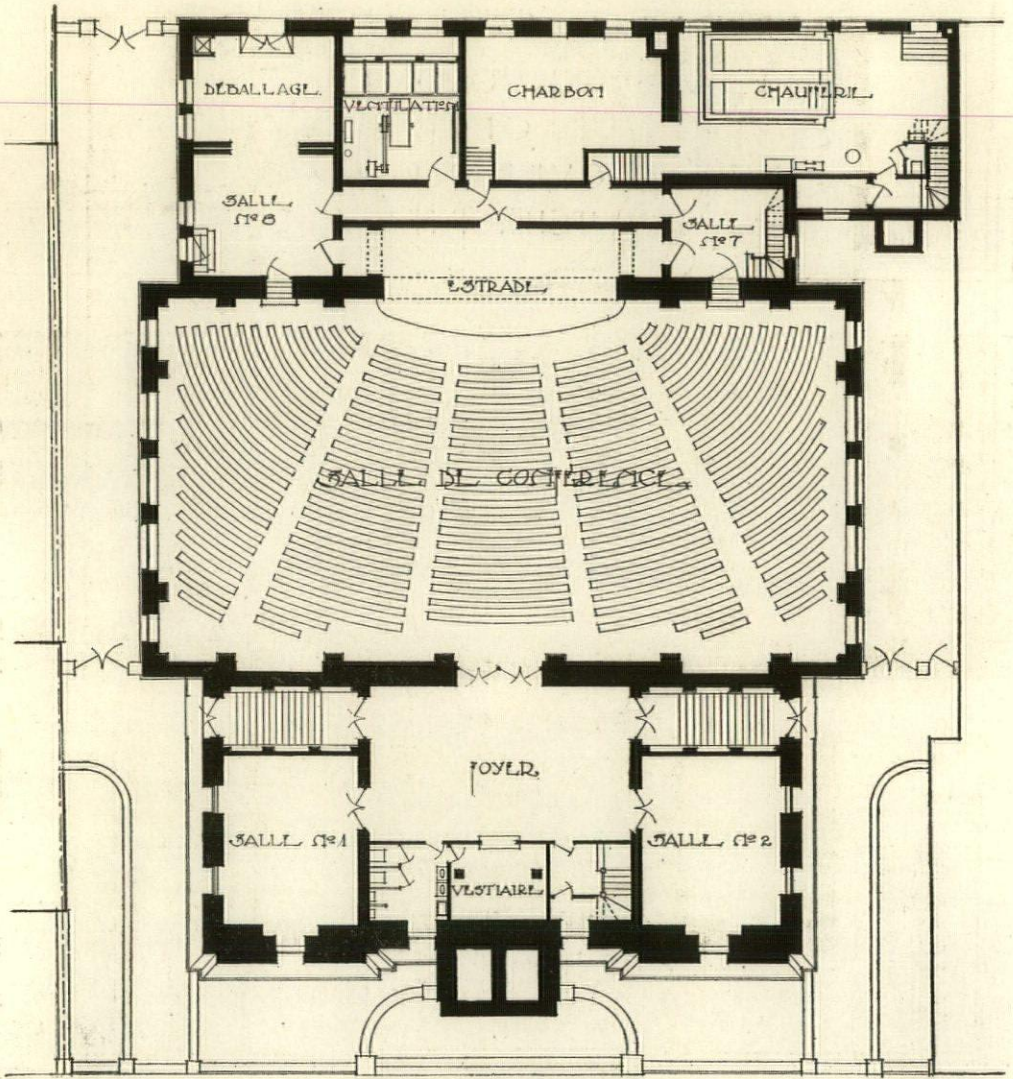 DÉBALLAGE
VENTILATION
CHARBON
CHAUFFERIE
SALLE
Nº 8
SALLE
Nº 7
ESTRADE
SALLE DE CONFERENCE
FOYER
SALLE Nº 1
SALLE Nº 2
VESTIAIRE